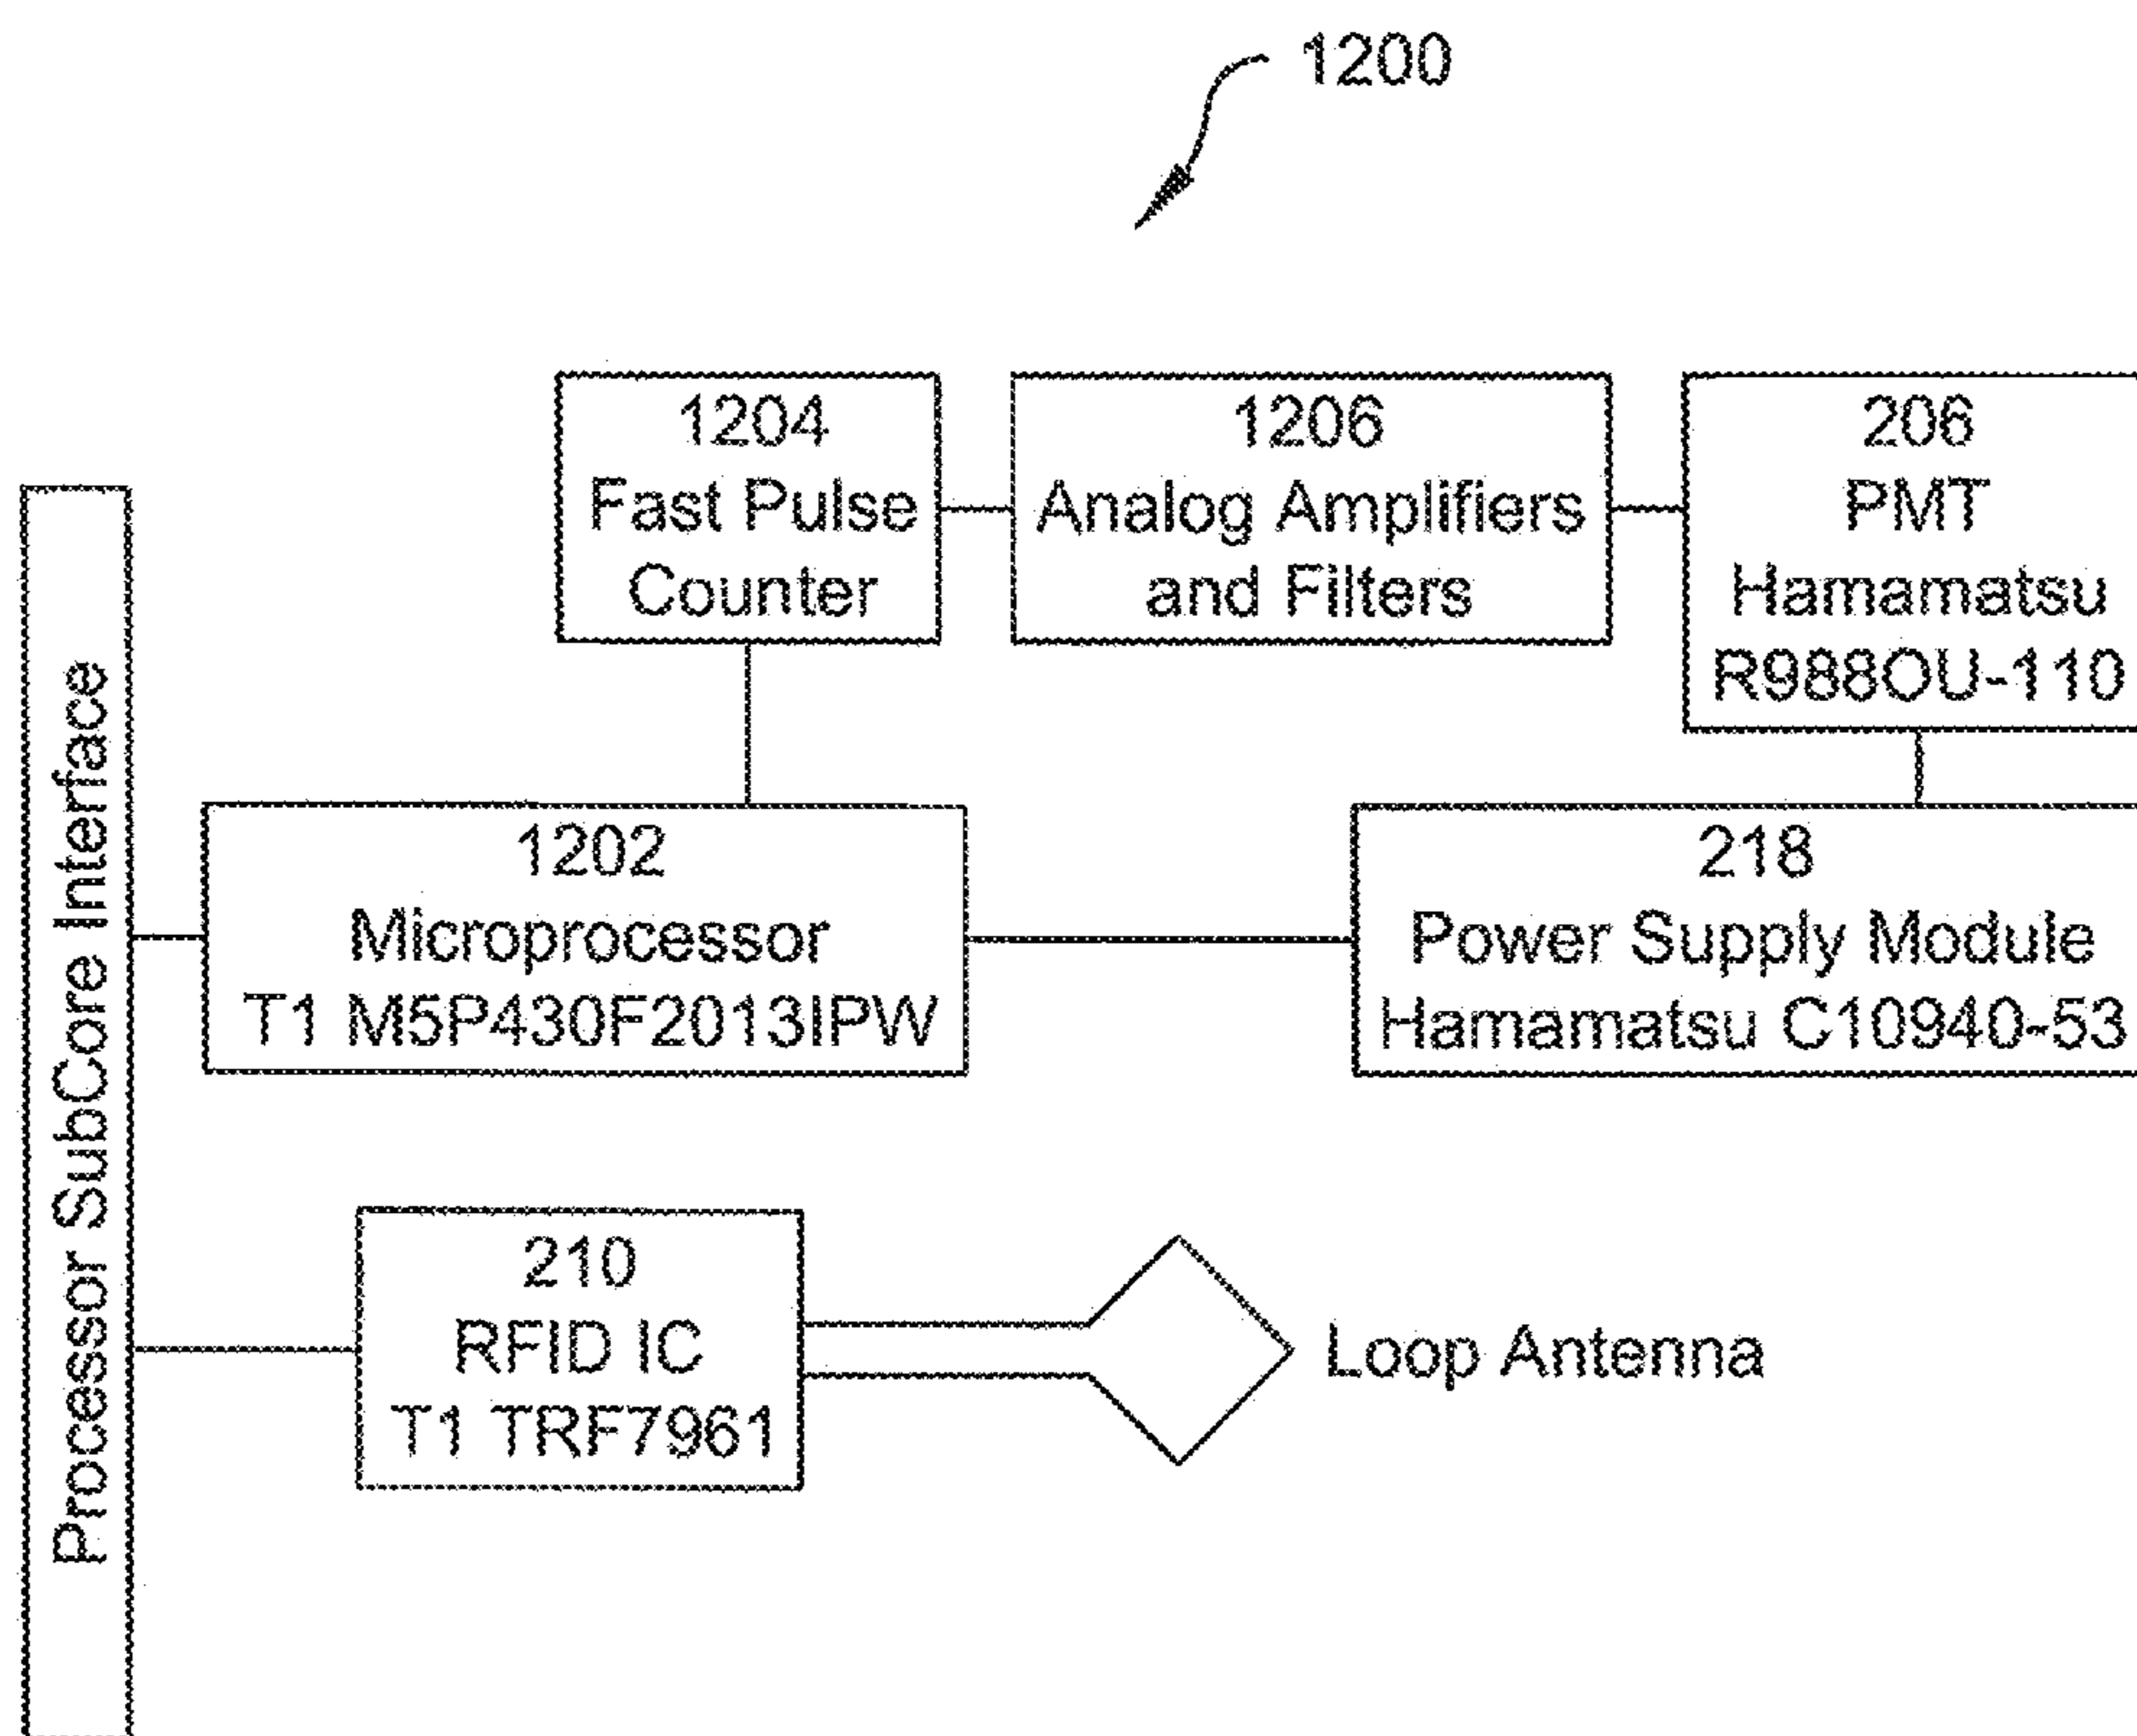 1200
1204
Fast Pulse
Counter
1206
Analog Amplifiers
and Filters
206
PMT
Hamamatsu
R988OU-110
Processor SubCore Interface
1202
Microprocessor
T1 M5P430F2013IPW
218
Power Supply Module
Hamamatsu C10940-53
210
RFID IC
T1 TRF7961
Loop Antenna